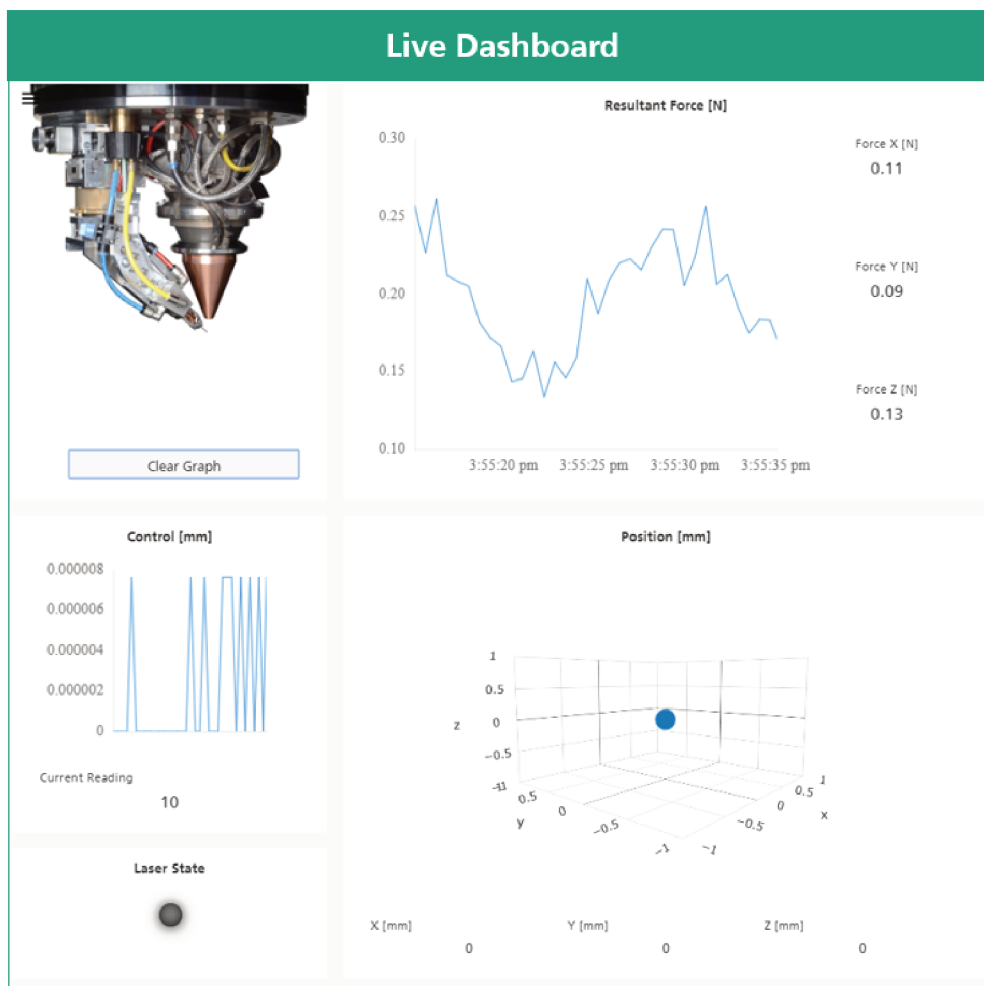 Live Dashboard
Resultant Force [N]
0.30
0.25
0.20
0.15
0.10
3:55:20 pm 3:55:25 pm 3:55:30 pm 3:55:35 pm
Force X [N]
0.11
Force Y [N]
0.09
Force Z [N]
0.13
Clear Graph
Control [mm]
0.000008
0.000006
0.000004
0.000002
0
Current Reading
10
Laser State
Position [mm]
1
0.5
0
−0.5
z
−1
1
0.5
0
−0.5
−1
y
−1
−0.5
0
0.5
1
x
X [mm] Y [mm] Z [mm]
0 0 0